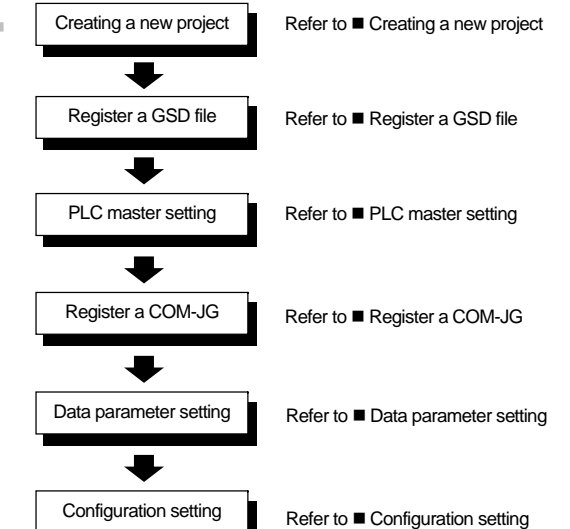 Creating a new project Refer to ■ Creating a new project
Register a GSD file Refer to ■ Register a GSD file
PLC master setting Refer to ■ PLC master setting
Register a COM-JG Refer to ■ Register a COM-JG
Data parameter setting Refer to ■ Data parameter setting
Configuration setting Refer to ■ Configuration setting